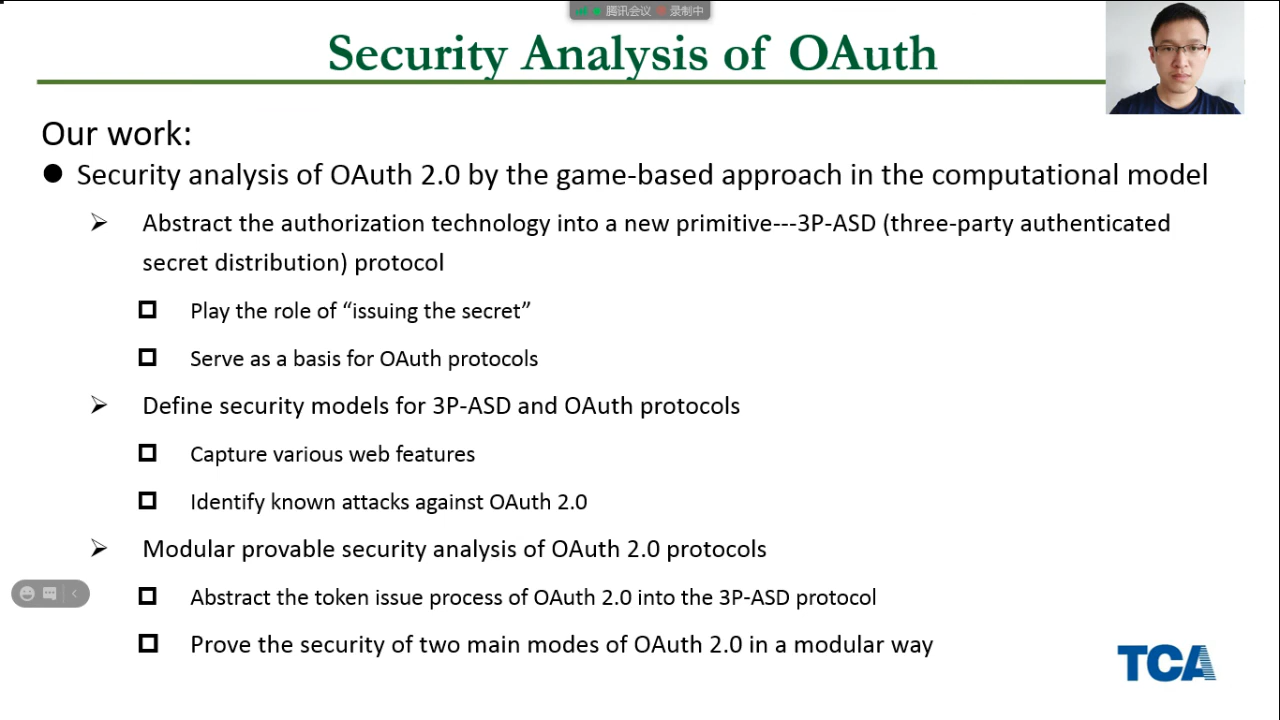 腾讯会议 录制中
Security Analysis of OAuth
Our work:
Security analysis of OAuth 2.0 by the game-based approach in the computational model
Abstract the authorization technology into a new primitive---3P-ASD (three-party authenticated
secret distribution) protocol
Play the role of “issuing the secret”
Serve as a basis for OAuth protocols
Define security models for 3P-ASD and OAuth protocols
Capture various web features
Identify known attacks against OAuth 2.0
Modular provable security analysis of OAuth 2.0 protocols
Abstract the token issue process of OAuth 2.0 into the 3P-ASD protocol
Prove the security of two main modes of OAuth 2.0 in a modular way
TCA